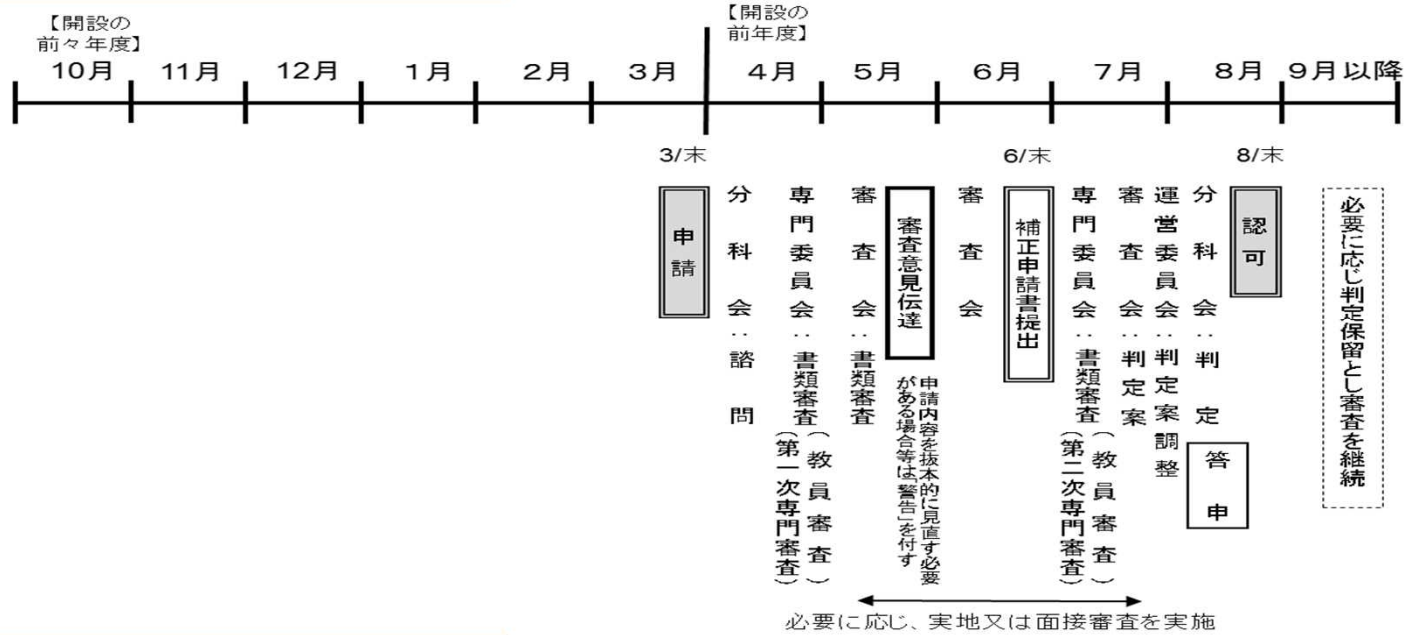 【開設の
前々年度】
【開設の
前年度】
10月
11月
12月
1月
2月
3月
4月
5月
6月
7月
8月
9月以降
3/末
6/末
8/末
申請
分科会：諮問
専門委員会：書類審査
（教員審査）
（第一次専門審査）
審査会：書類審査
審査意見伝達
申請内容を抜本的に見直す必要
がある場合等は「警告」を付す
審査会
補正申請書提出
専門委員会：書類審査
（教員審査）
（第二次専門審査）
審査会：判定案
運営委員会：判定案調整
分科会：判定
答申
認可
必要に応じ判定保留とし審査を継続
必要に応じ、実地又は面接審査を実施